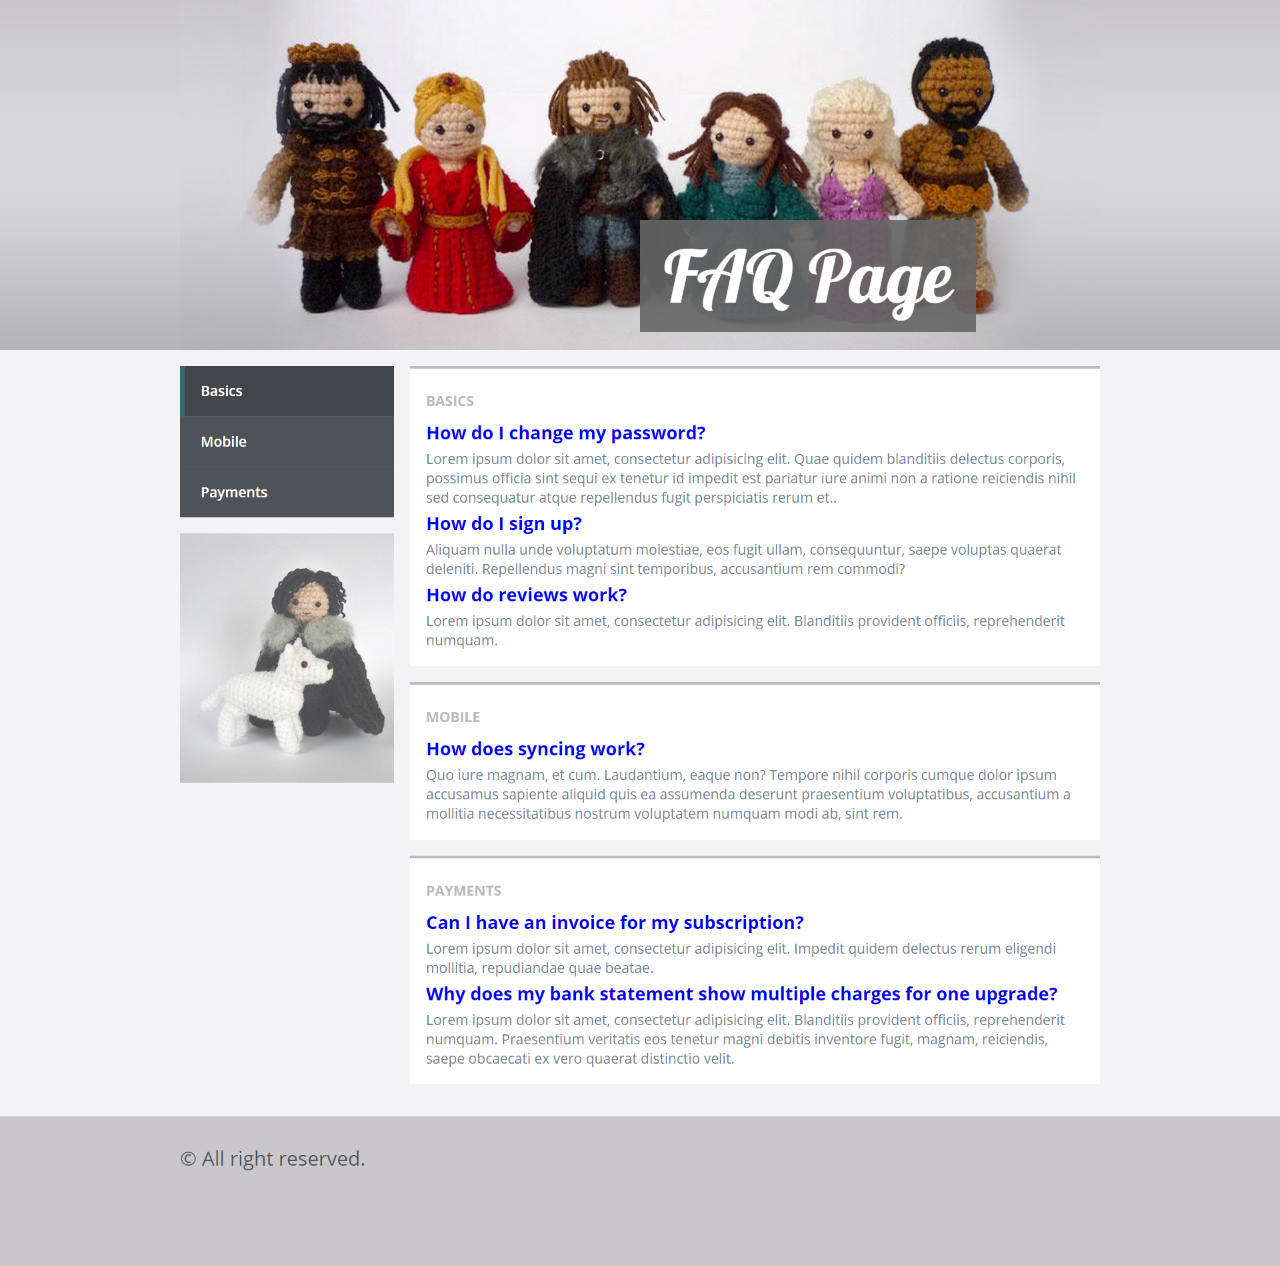 FAQ Page
Basics
Mobile
Payments
BASICS
How do I change my password?
Lorem ipsum dolor sit amet, consectetur adipisicing elit. Quae quidem blanditiis delectus corporis,
possimus officia sint sequi ex tenetur id impedit est pariatur iure animi non a ratione reiciendis nihil
sed consequatur atque repellendus fugit perspiciatis rerum et..
How do I sign up?
Aliquam nulla unde voluptatum molestiae, eos fugit ullam, consequuntur, saepe voluptas quaerat
deleniti. Repellendus magni sint temporibus, accusantium rem commodi?
How do reviews work?
Lorem ipsum dolor sit amet, consectetur adipisicing elit. Blanditiis provident officiis, reprehenderit
numquam.
MOBILE
How does syncing work?
Quo iure magnam, et cum. Laudantium, eaque non? Tempore nihil corporis cumque dolor ipsum
accusamus sapiente aliquid quis ea assumenda deserunt praesentium voluptatibus, accusantium a
mollitia necessitatibus nostrum voluptatem numquam modi ab, sint rem.
PAYMENTS
Can I have an invoice for my subscription?
Lorem ipsum dolor sit amet, consectetur adipisicing elit. Impedit quidem delectus rerum eligendi
mollitia, repudiandae quae beatae.
Why does my bank statement show multiple charges for one upgrade?
Lorem ipsum dolor sit amet, consectetur adipisicing elit. Blanditiis provident officiis, reprehenderit
numquam. Praesentium veritatis eos tenetur magni debitis inventore fugit, magnam, reiciendis,
saepe obcaecati ex vero quaerat distinctio velit.
© All right reserved.